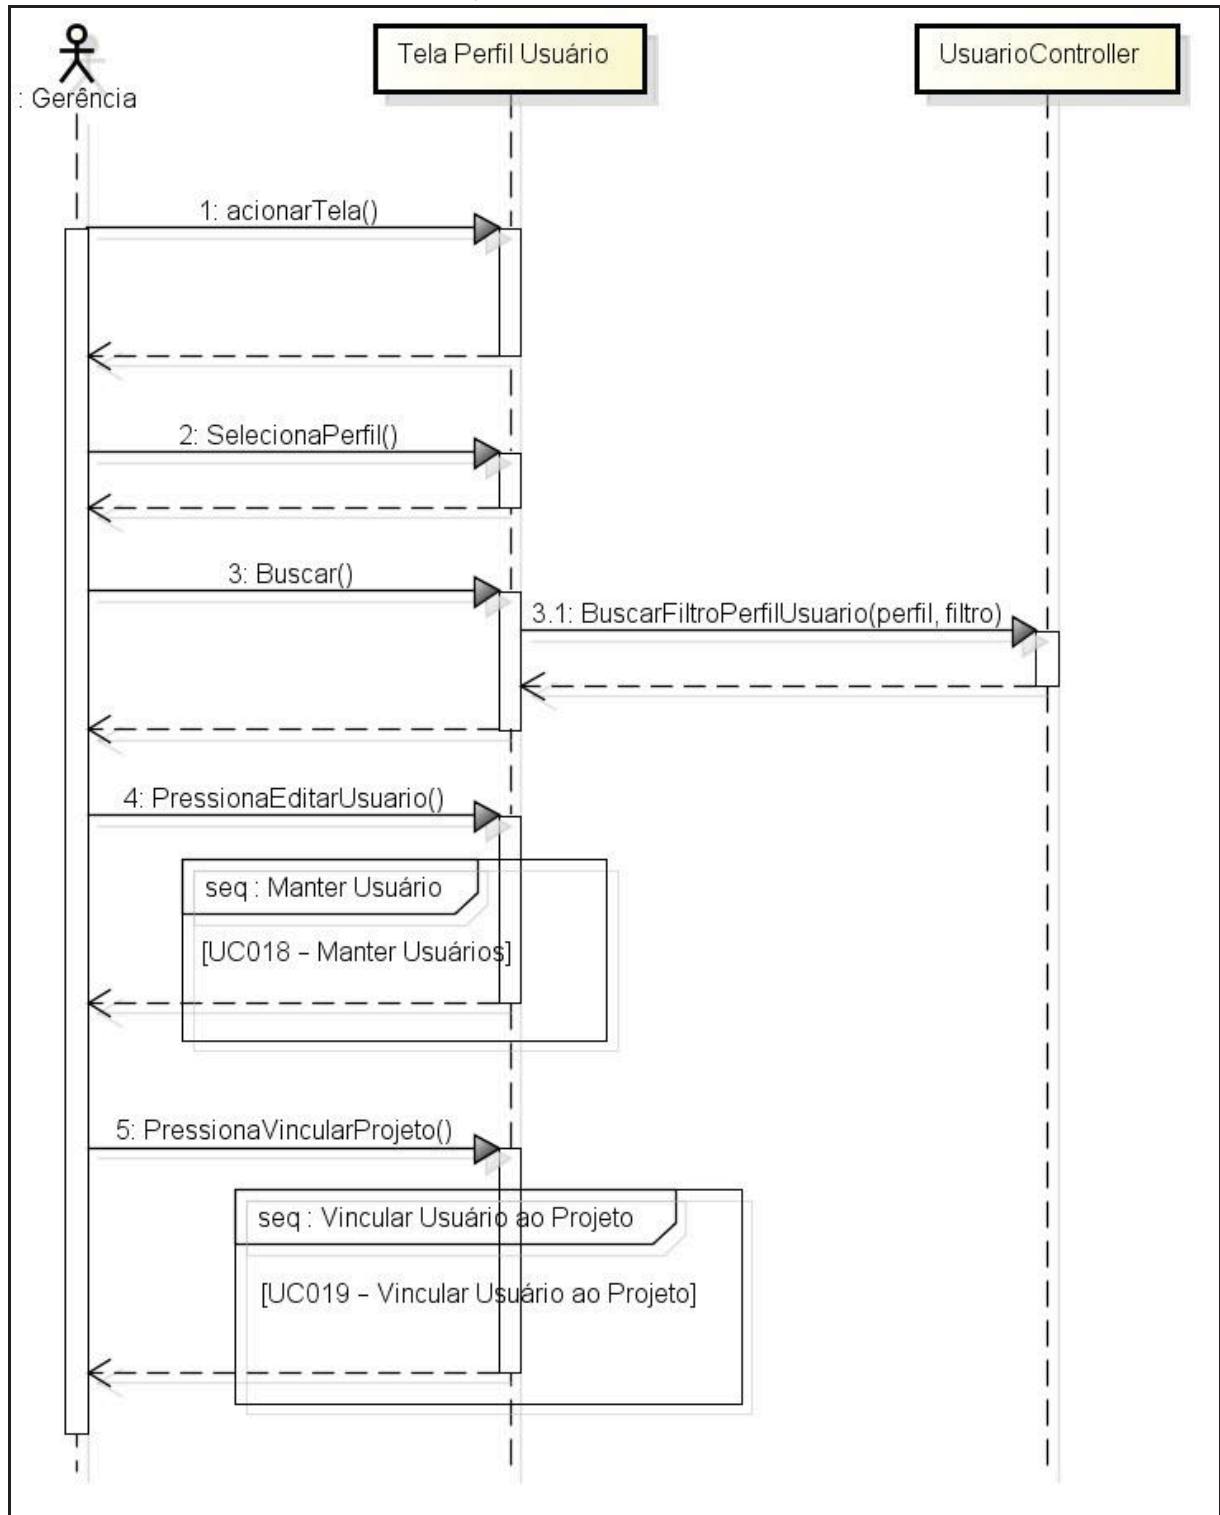 : Gerência
Tela Perfil Usuário
UsuarioController
1: acionarTela()
2: SelecionaPerfil()
3: Buscar()
3.1: BuscarFiltroPerfilUsuario(perfil, filtro)
4: PressionaEditarUsuario()
seq : Manter Usuário
[UC018 – Manter Usuários]
5: PressionaVincularProjeto()
seq : Vincular Usuário ao Projeto
[UC019 – Vincular Usuário ao Projeto]